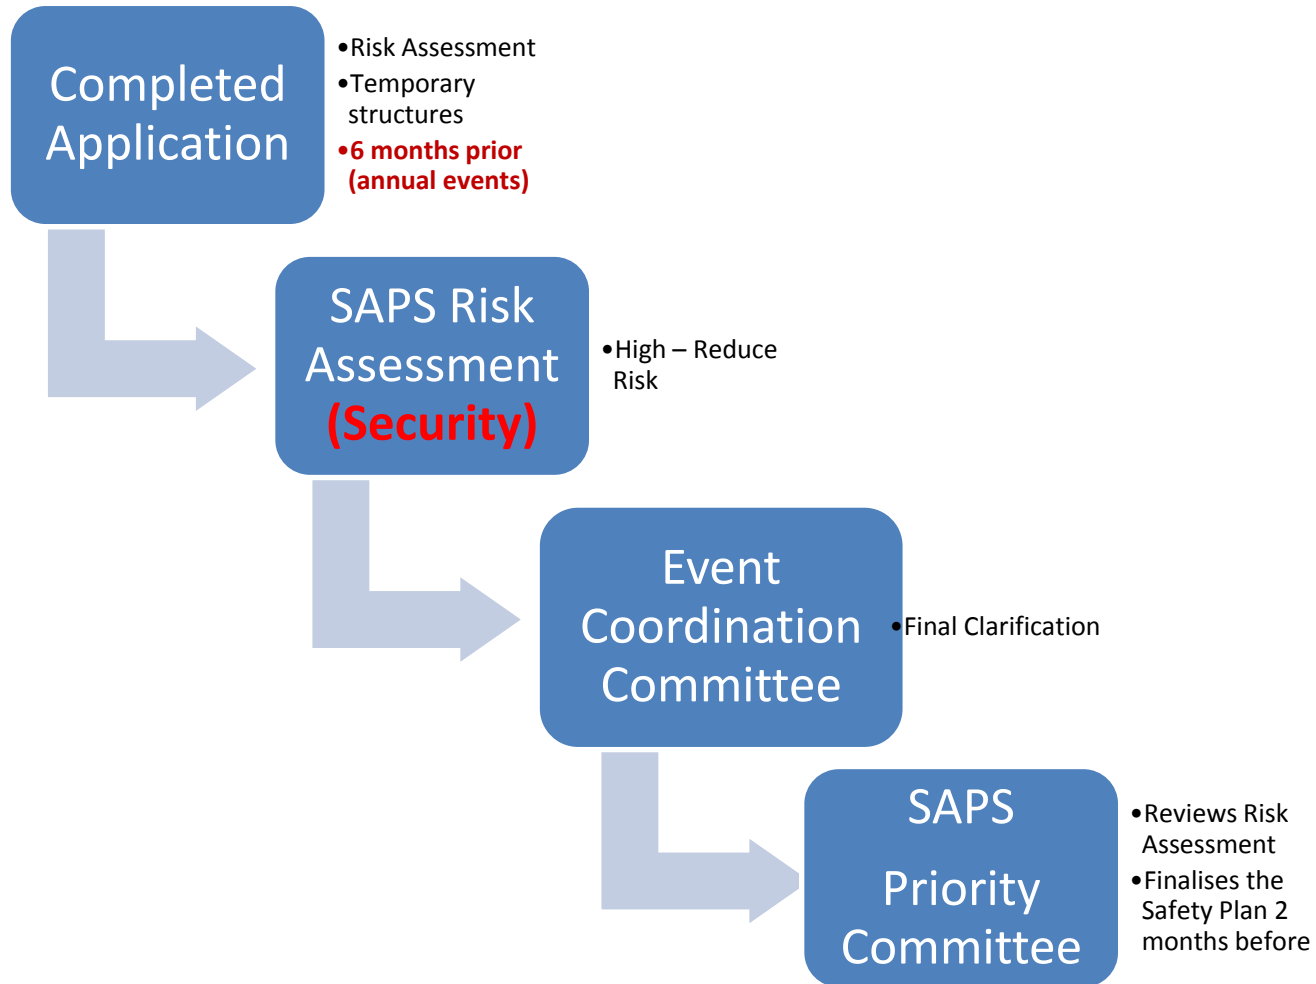 Completed
Application
•Risk Assessment
•Temporary
structures
•6 months prior
(annual events)
SAPS Risk
Assessment
(Security)
•High – Reduce
Risk
Event
Coordination
Committee
•Final Clarification
SAPS
Priority
Committee
•Reviews Risk
Assessment
•Finalises the
Safety Plan 2
months before